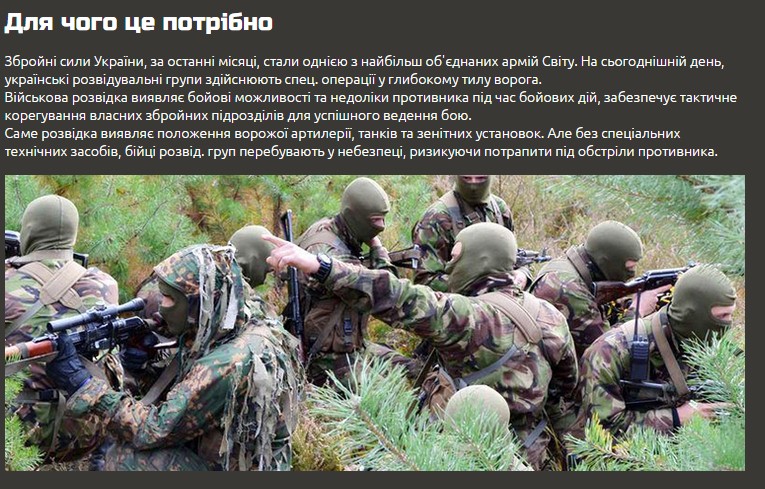 Для чого це потрібно
Збройні сили України, за останні місяці, стали однією з найбільш об'єднаних армій Світу. На сьогоднішній день,
українські розвідувальні групи здійснюють спец. операції у глибокому тилу ворога.
Військова розвідка виявляє бойові можливості та недоліки противника під час бойових дій, забезпечує тактичне
корегування власних збройних підрозділів для успішного ведення бою.
Саме розвідка виявляє положення ворожої артилерії, танків та зенітних установок. Але без спеціальних
технічних засобів, бійці розвід. груп перебувають у небезпеці, ризикуючи потрапити під обстріли противника.